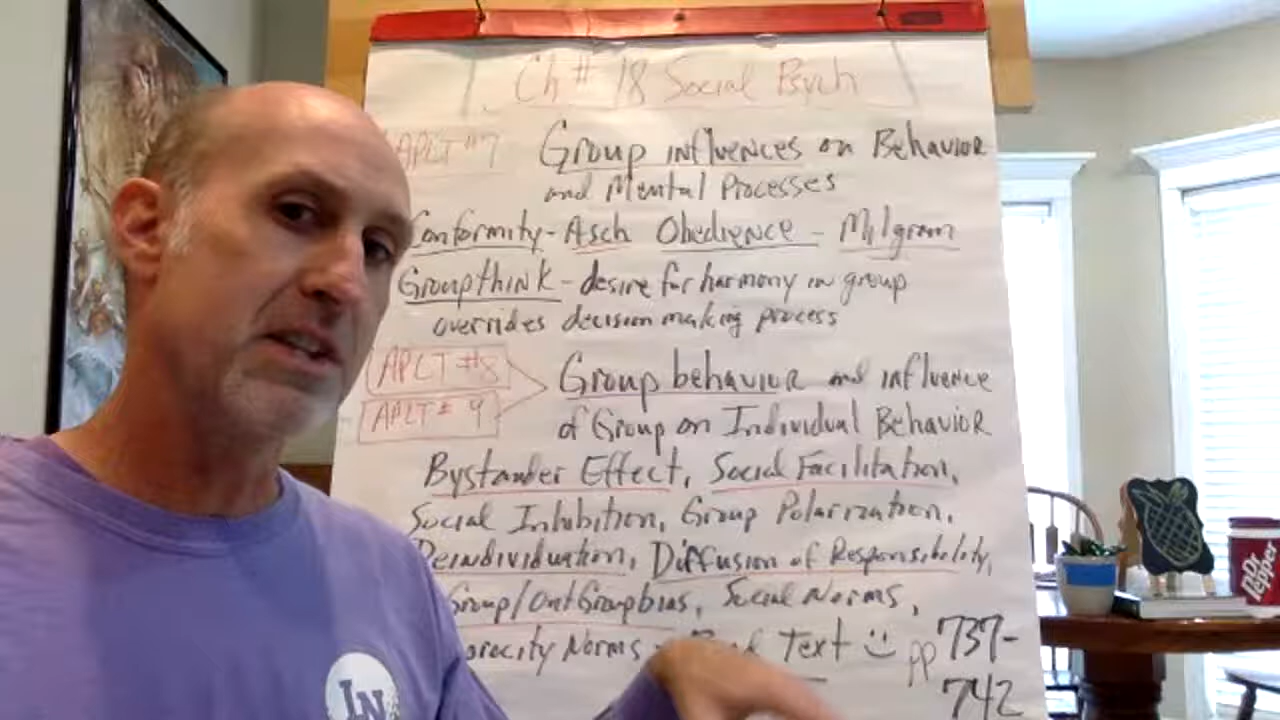 Ch # 18 Social Psych
APLT #7 Group influences on Behavior
and Mental Processes
Conformity - Asch Obedience - Milgram
Groupthink - desire for harmony in group
overrides decision making process
APLT #8 Group behavior and influence
APLT # 9 of Group on Individual Behavior
Bystander Effect, Social Facilitation,
Social Inhibition, Group Polarization,
Deindividuation, Diffusion of Responsibility,
Group/OutGroup bias, Social Norms,
procity Norms - Read Text pp 737-
742
LN
Dr Pepper